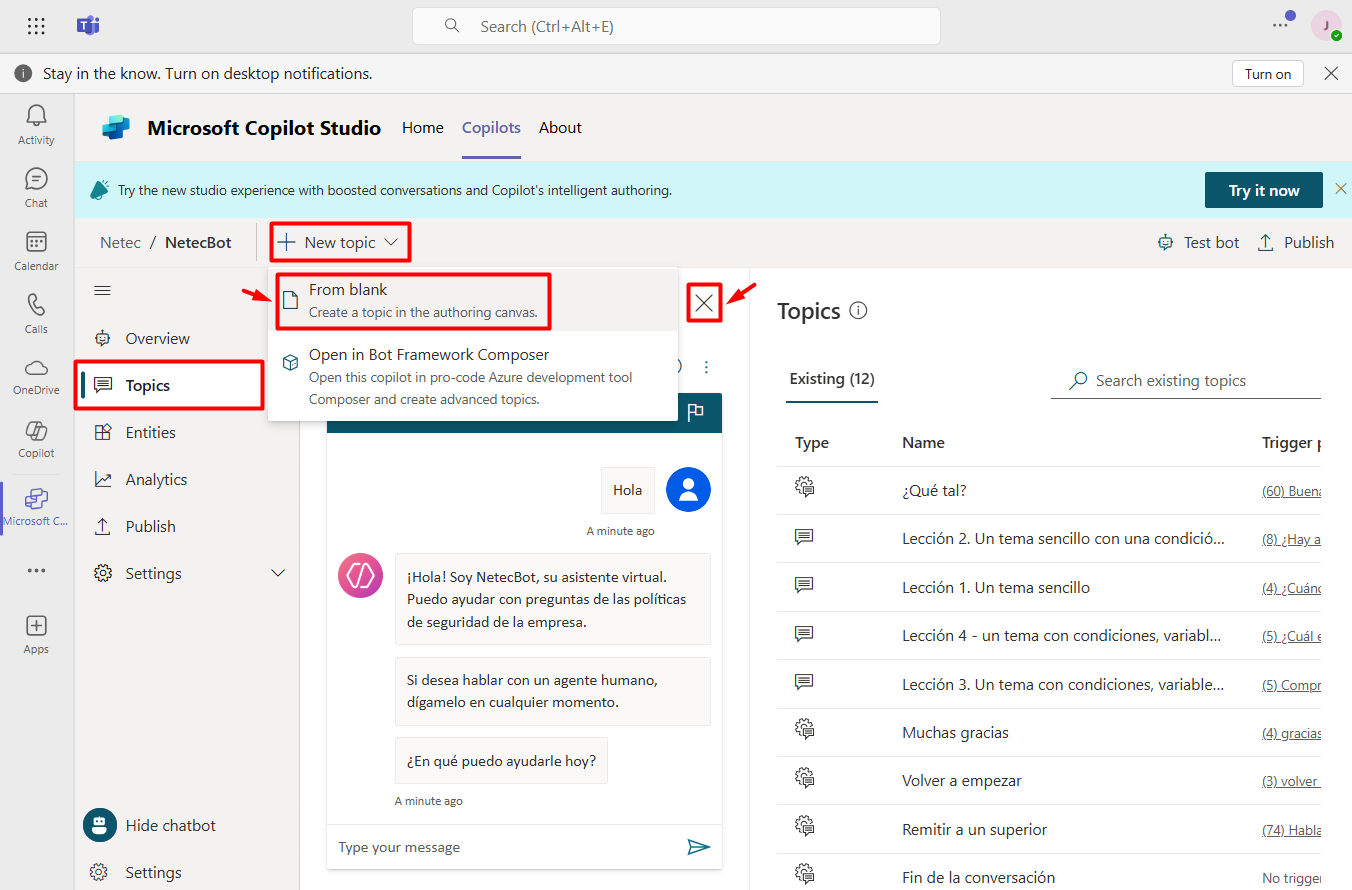 Search (Ctrl+Alt+E)
J
Stay in the know. Turn on desktop notifications.
Turn on
Activity
Chat
Calendar
Calls
OneDrive
Copilot
Microsoft C...
Apps
Microsoft Copilot Studio
Home
Copilots
About
Try the new studio experience with boosted conversations and Copilot's intelligent authoring.
Try it now
Netec / NetecBot
New topic
Test bot
Publish
From blank
Create a topic in the authoring canvas.
Open in Bot Framework Composer
Open this copilot in pro-code Azure development tool
Composer and create advanced topics.
Overview
Topics
Entities
Analytics
Publish
Settings
Hide chatbot
Settings
Hola
A minute ago
¡Hola! Soy NetecBot, su asistente virtual.
Puedo ayudar con preguntas de las políticas
de seguridad de la empresa.
Si desea hablar con un agente humano,
dígamelo en cualquier momento.
¿En qué puedo ayudarle hoy?
A minute ago
Type your message
Topics
Existing (12)
Search existing topics
Type
Name
Trigger p
¿Qué tal?
(60) Buena
Lección 2. Un tema sencillo con una condició...
(8) ¿Hay a
Lección 1. Un tema sencillo
(4) ¿Cuánd
Lección 4 - un tema con condiciones, variabl...
(5) ¿Cuál e
Lección 3. Un tema con condiciones, variable...
(5) Compr
Muchas gracias
(4) gracias
Volver a empezar
(3) volver
Remitir a un superior
(74) Habla
Fin de la conversación
No trigger